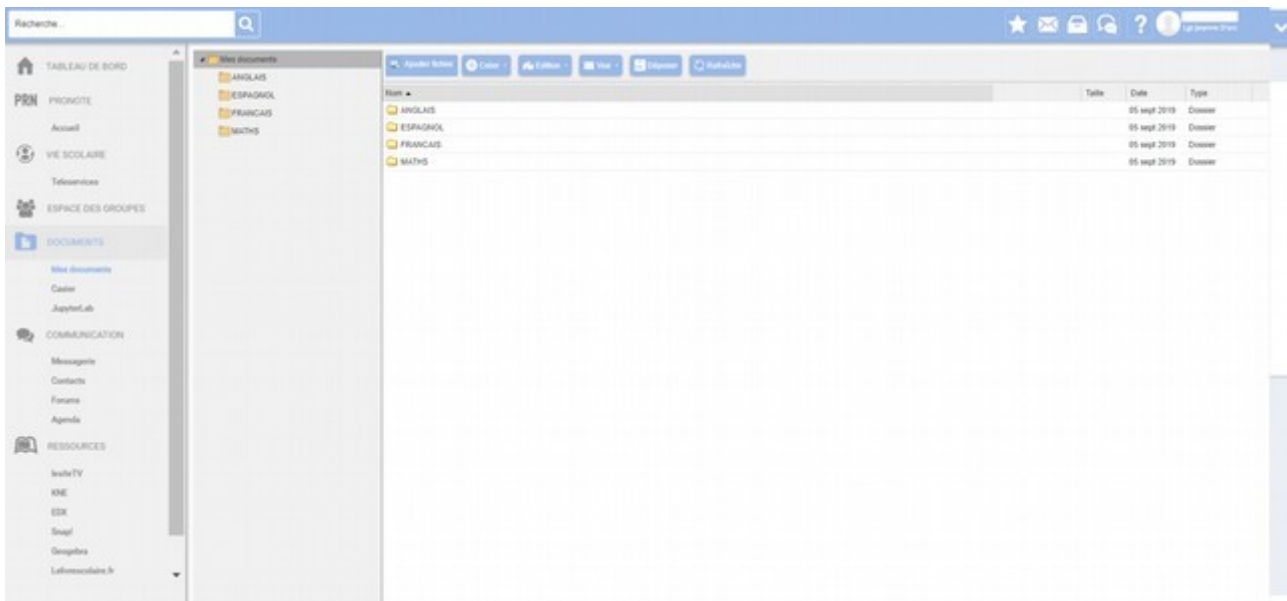 Recherche...
?
TABLEAU DE BORD
PRN PRONOTE
Accueil
VIE SCOLAIRE
Teleservices
ESPACE DES GROUPES
DOCUMENTS
Mes documents
Casier
JupyterLab
COMMUNICATION
Messagerie
Contacts
Forums
Agenda
RESSOURCES
lesiteTV
KNE
EDX
Snap!
Geogebra
Lelivrescolaire.fr
Mes documents
ANGLAIS
ESPAGNOL
FRANCAIS
MATHS
Ajouter fichier Créer Edition Vue Déposer Rafraîchir
Nom Taille Date Type
ANGLAIS 05 sept 2019 Dossier
ESPAGNOL 05 sept 2019 Dossier
FRANCAIS 05 sept 2019 Dossier
MATHS 05 sept 2019 Dossier